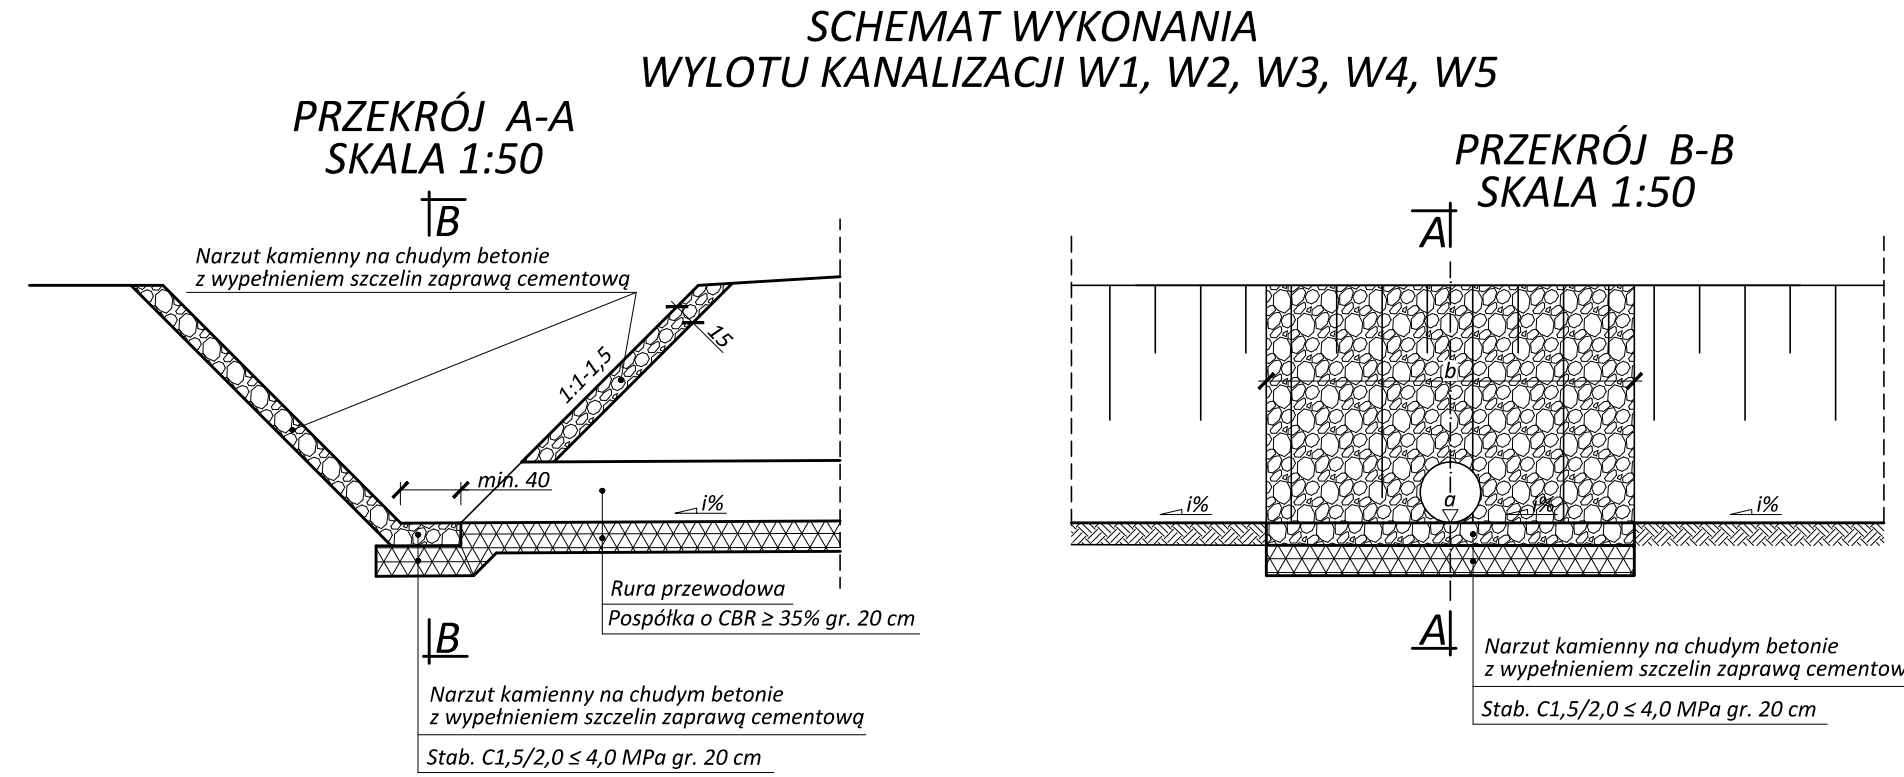 SCHEMAT WYKONANIA
WYLOTU KANALIZACJI W1, W2, W3, W4, W5
PRZEKRÓJ A-A
SKALA 1:50
B
Narzut kamienny na chudym betonie
z wypełnieniem szczelin zaprawą cementową
15
1:1-1,5
min. 40
i%
Rura przewodowa
Pospółka o CBR ≥ 35% gr. 20 cm
B
Narzut kamienny na chudym betonie
z wypełnieniem szczelin zaprawą cementową
Stab. C1,5/2,0 ≤ 4,0 MPa gr. 20 cm
PRZEKRÓJ B-B
SKALA 1:50
A
b
a
i%
i%
i%
A
Narzut kamienny na chudym betonie
z wypełnieniem szczelin zaprawą cementow
Stab. C1,5/2,0 ≤ 4,0 MPa gr. 20 cm